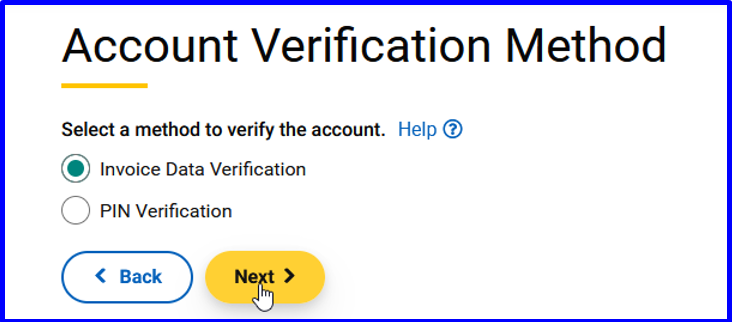 Account Verification Method
Select a method to verify the account. Help ?
Invoice Data Verification
PIN Verification
Back Next